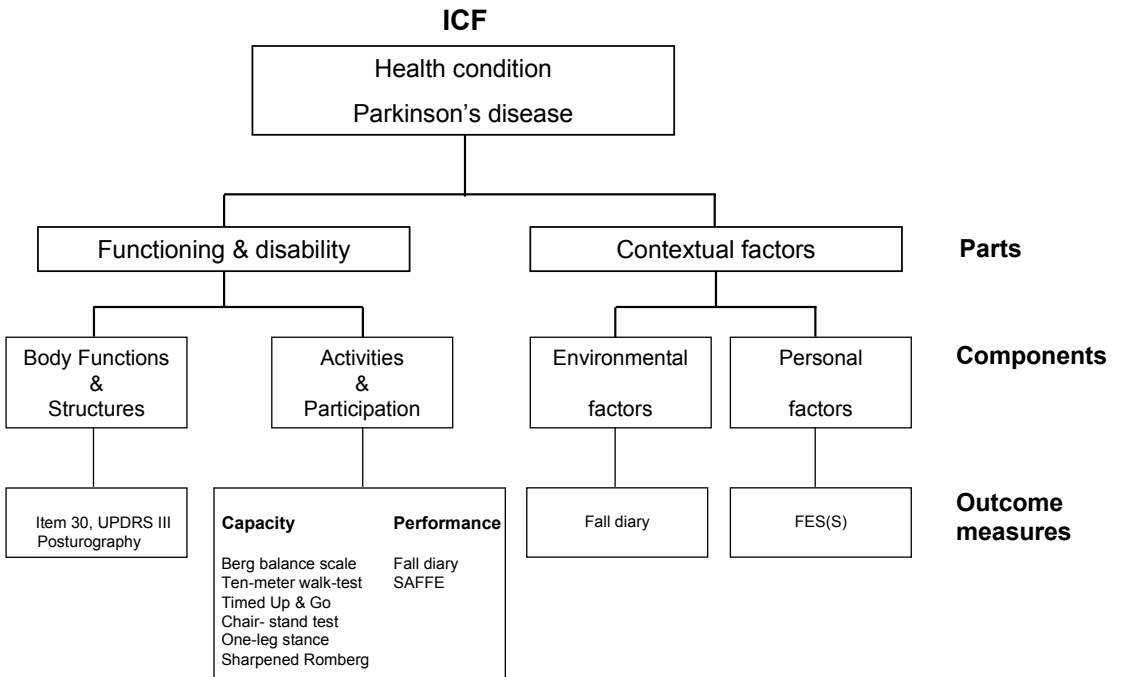 ICF
Health condition
Parkinson’s disease
Functioning & disability
Contextual factors
Parts
Body Functions
&
Structures
Activities
&
Participation
Environmental
factors
Personal
factors
Components
Item 30, UPDRS III
Posturography
Capacity
Berg balance scale
Ten-meter walk-test
Timed Up & Go
Chair- stand test
One-leg stance
Sharpened Romberg
Performance
Fall diary
SAFFE
Fall diary
FES(S)
Outcome
measures